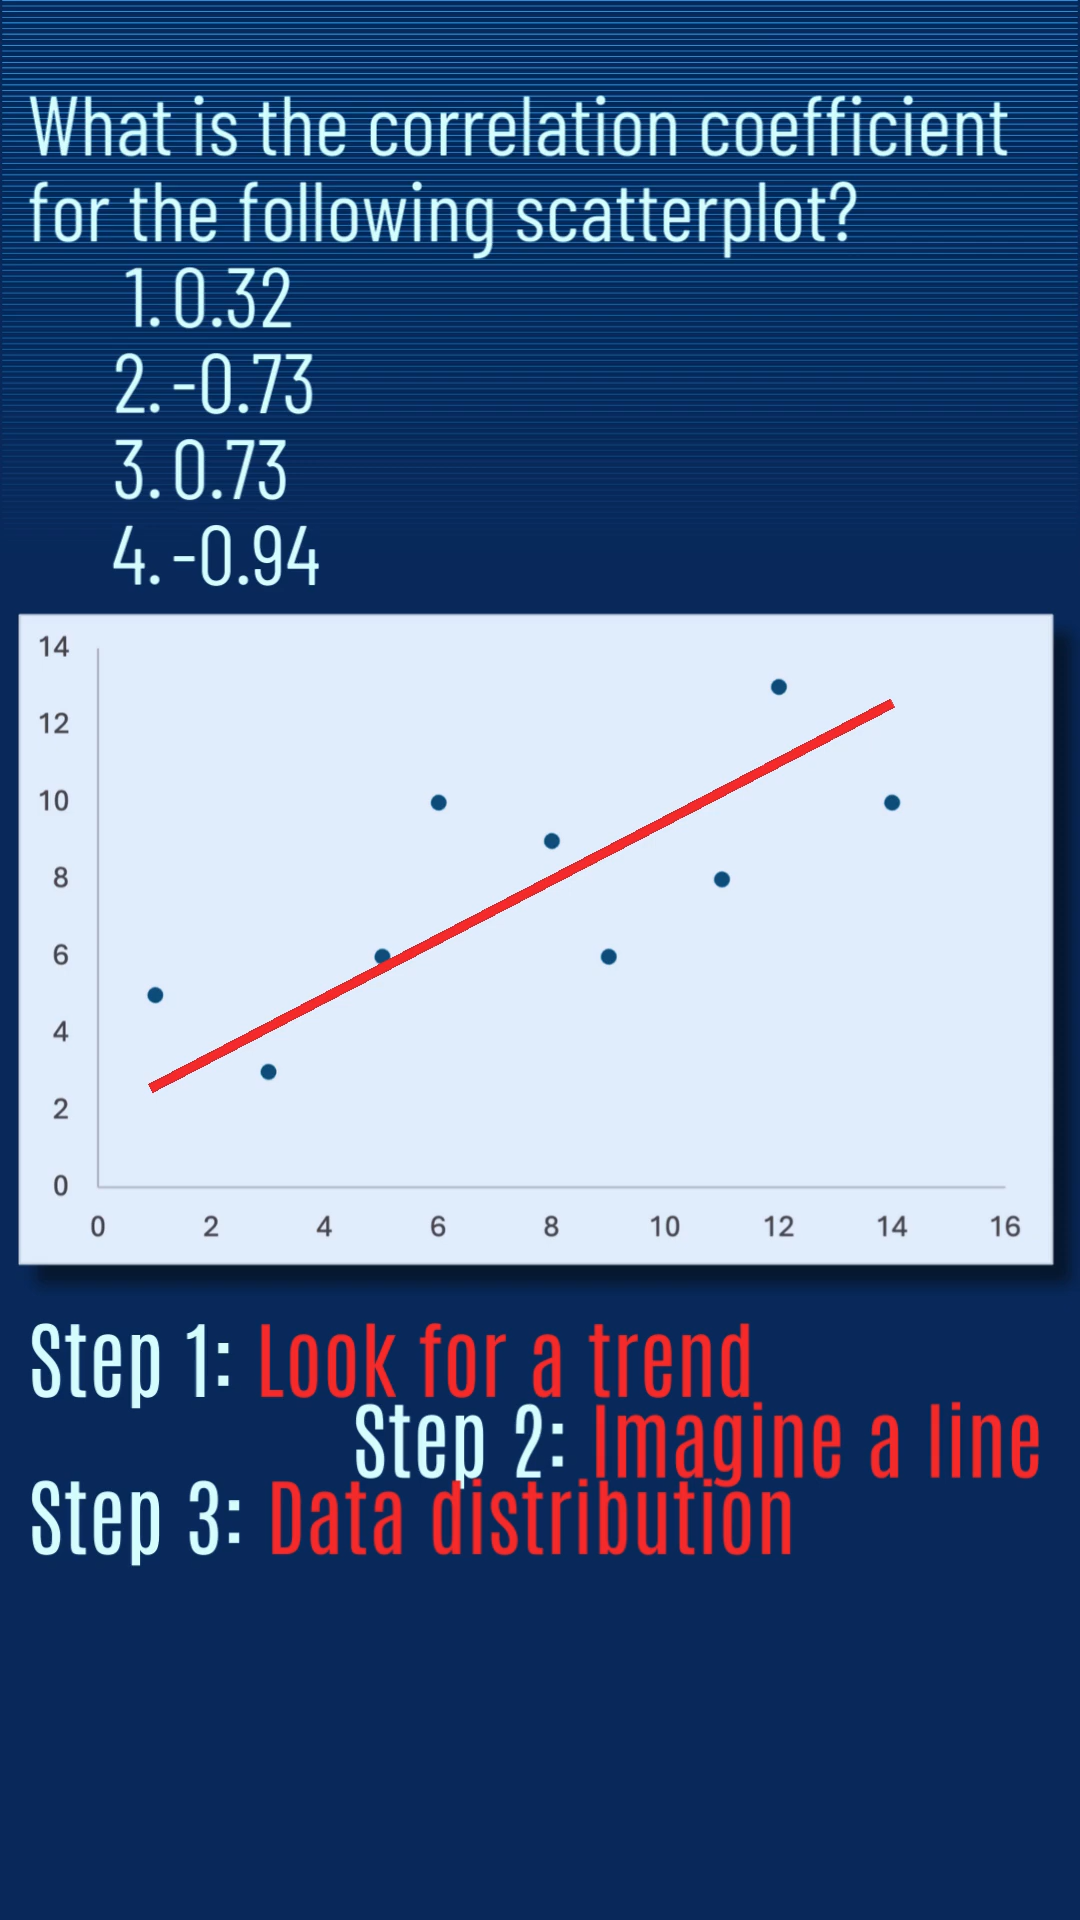 What is the correlation coefficient
for the following scatterplot?
1. 0.32
2. -0.73
3. 0.73
4. -0.94
14
12
10
8
6
4
2
0
0 2 4 6 8 10 12 14 16
Step 1: Look for a trend
Step 2: Imagine a line
Step 3: Data distribution